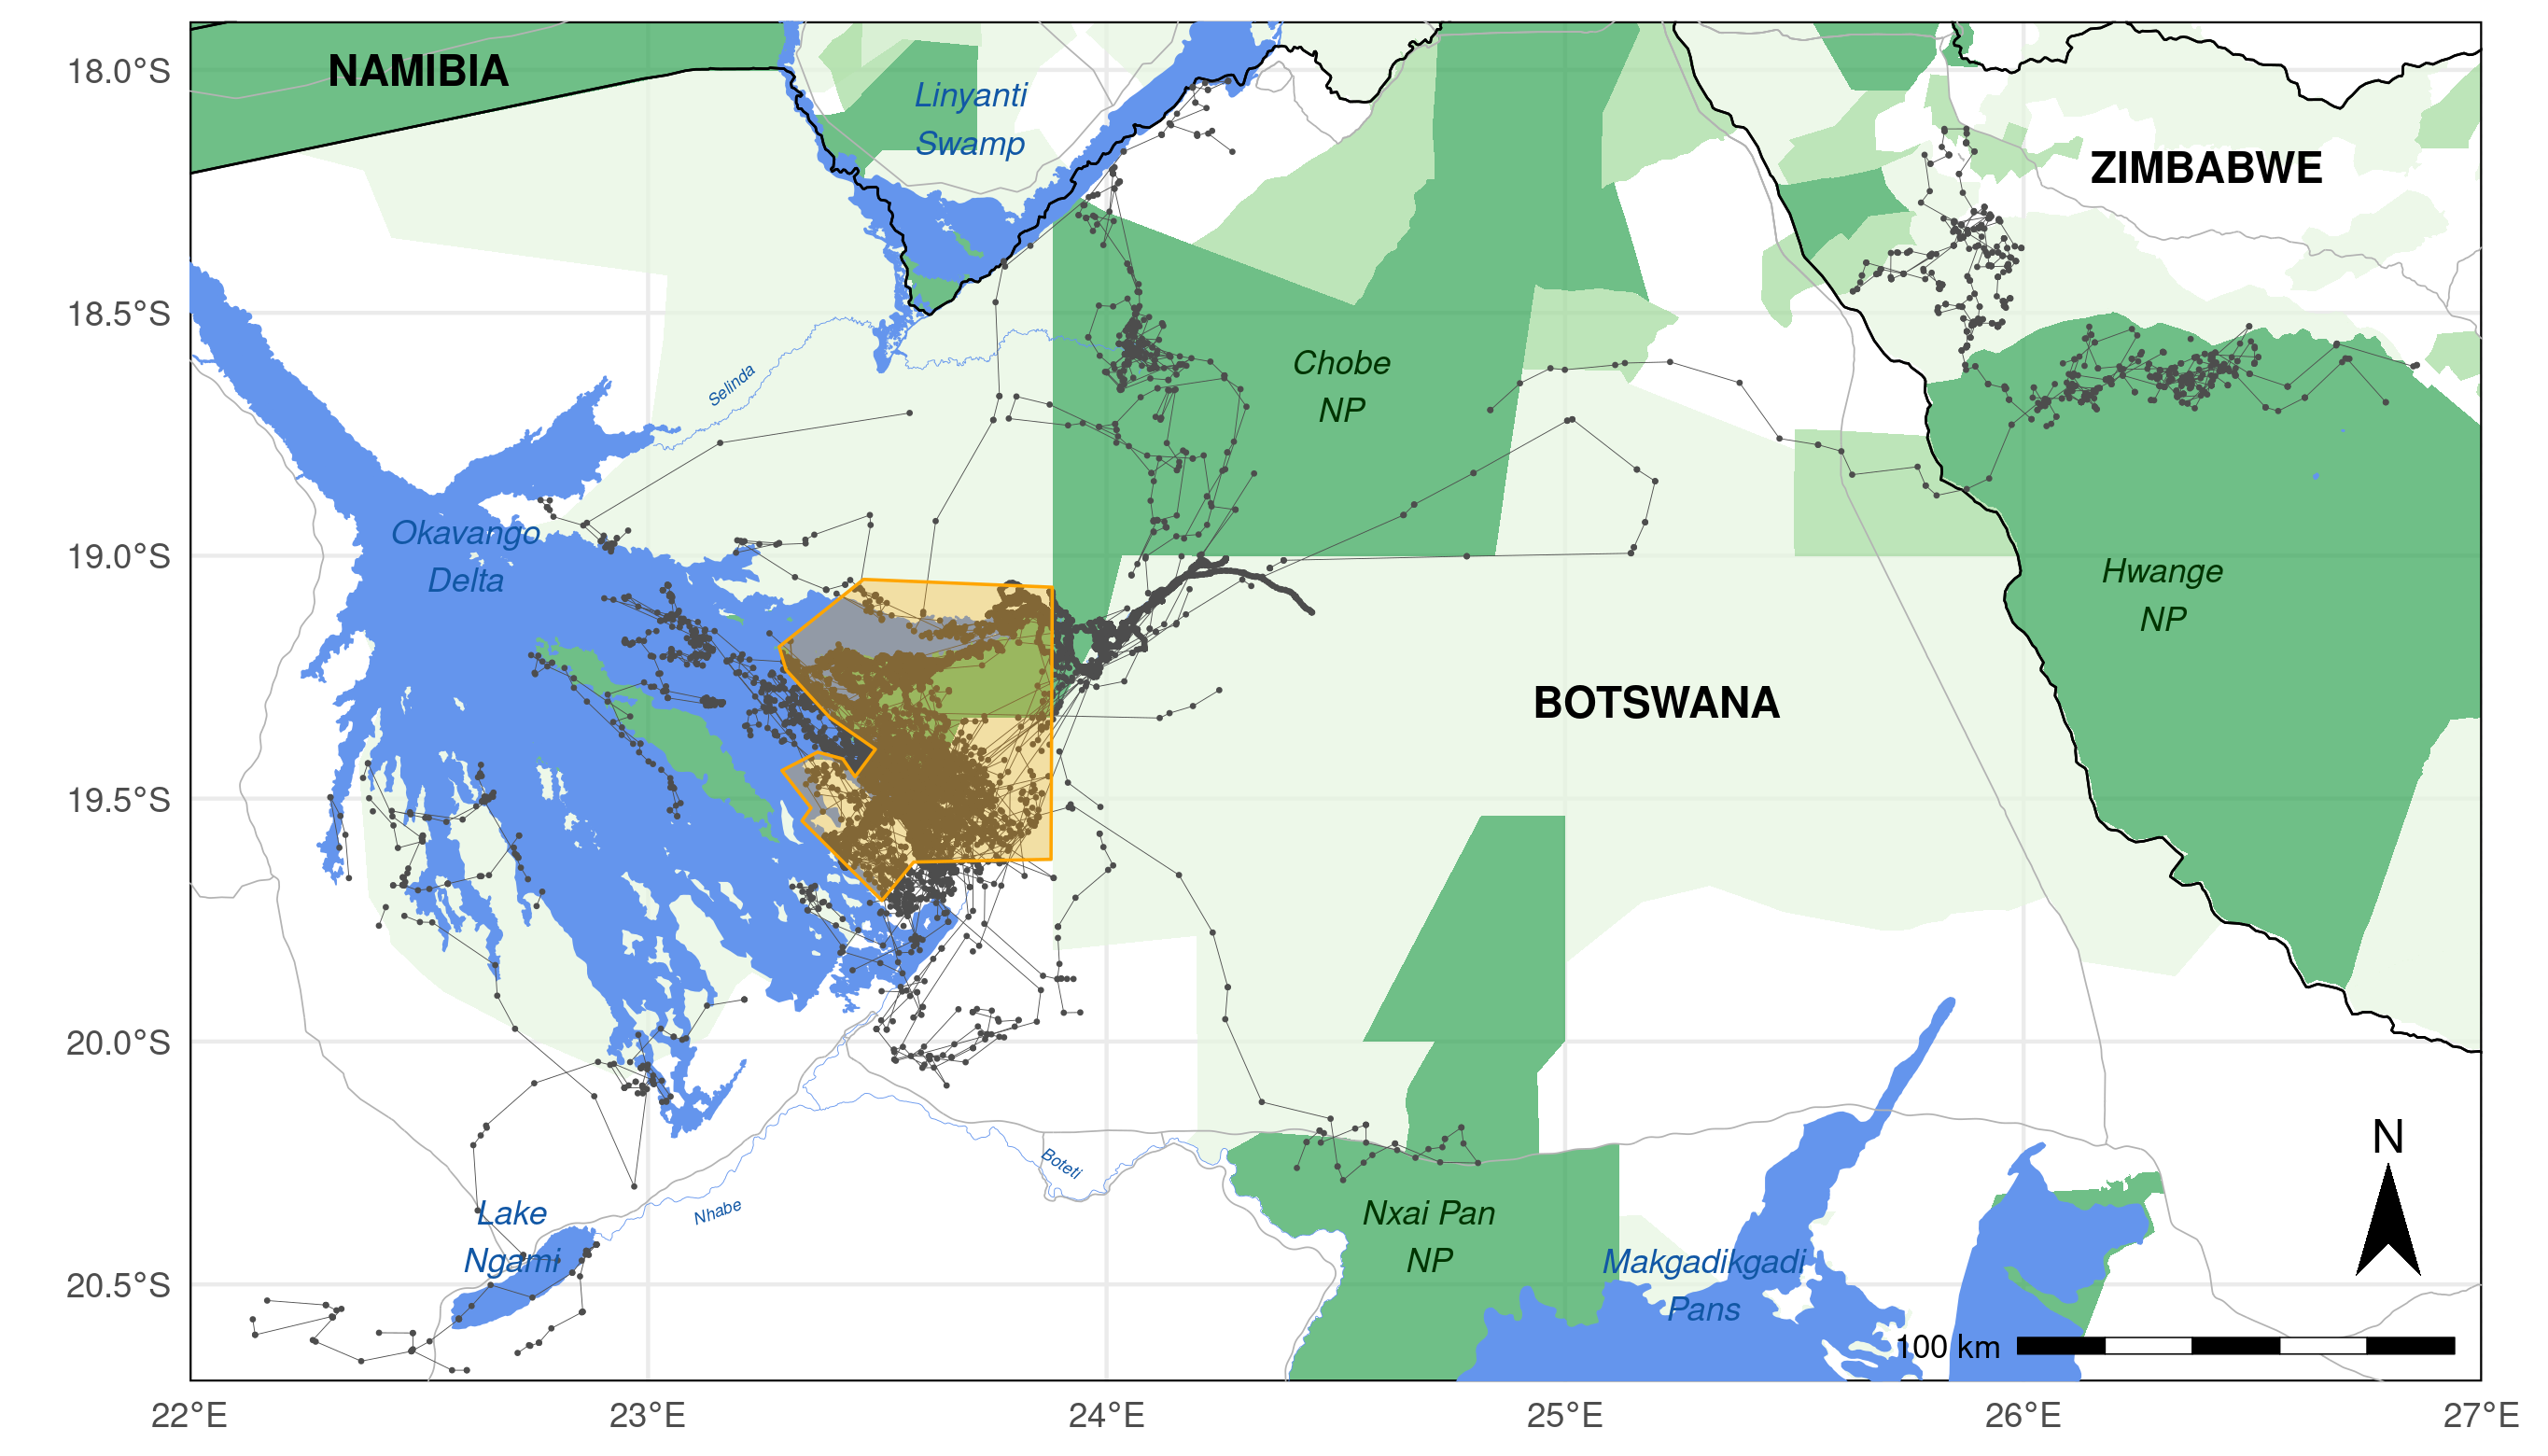 18.0°S
NAMIBIA
Linyanti
Swamp
ZIMBABWE
18.5°S
Selinda
Chobe
NP
19.0°S
Okavango
Delta
Hwange
NP
BOTSWANA
19.5°S
20.0°S
N
Boteti
Nhabe
Lake
Ngami
Nxai Pan
NP
20.5°S
Makgadikgadi
Pans
100 km
22°E
23°E
24°E
25°E
26°E
27°E